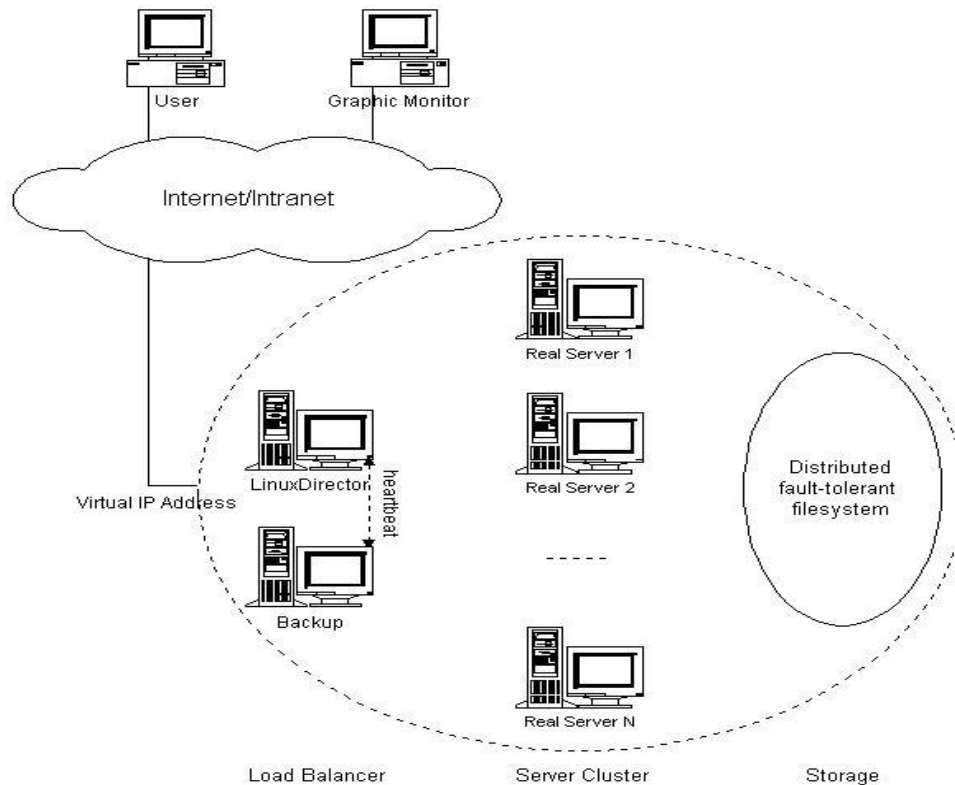 User
Graphic Monitor
Internet/Intranet
Real Server 1
LinuxDirector
Virtual IP Address
heartbeat
Real Server 2
Distributed
fault-tolerant
filesystem
Backup
Real Server N
Load Balancer
Server Cluster
Storage